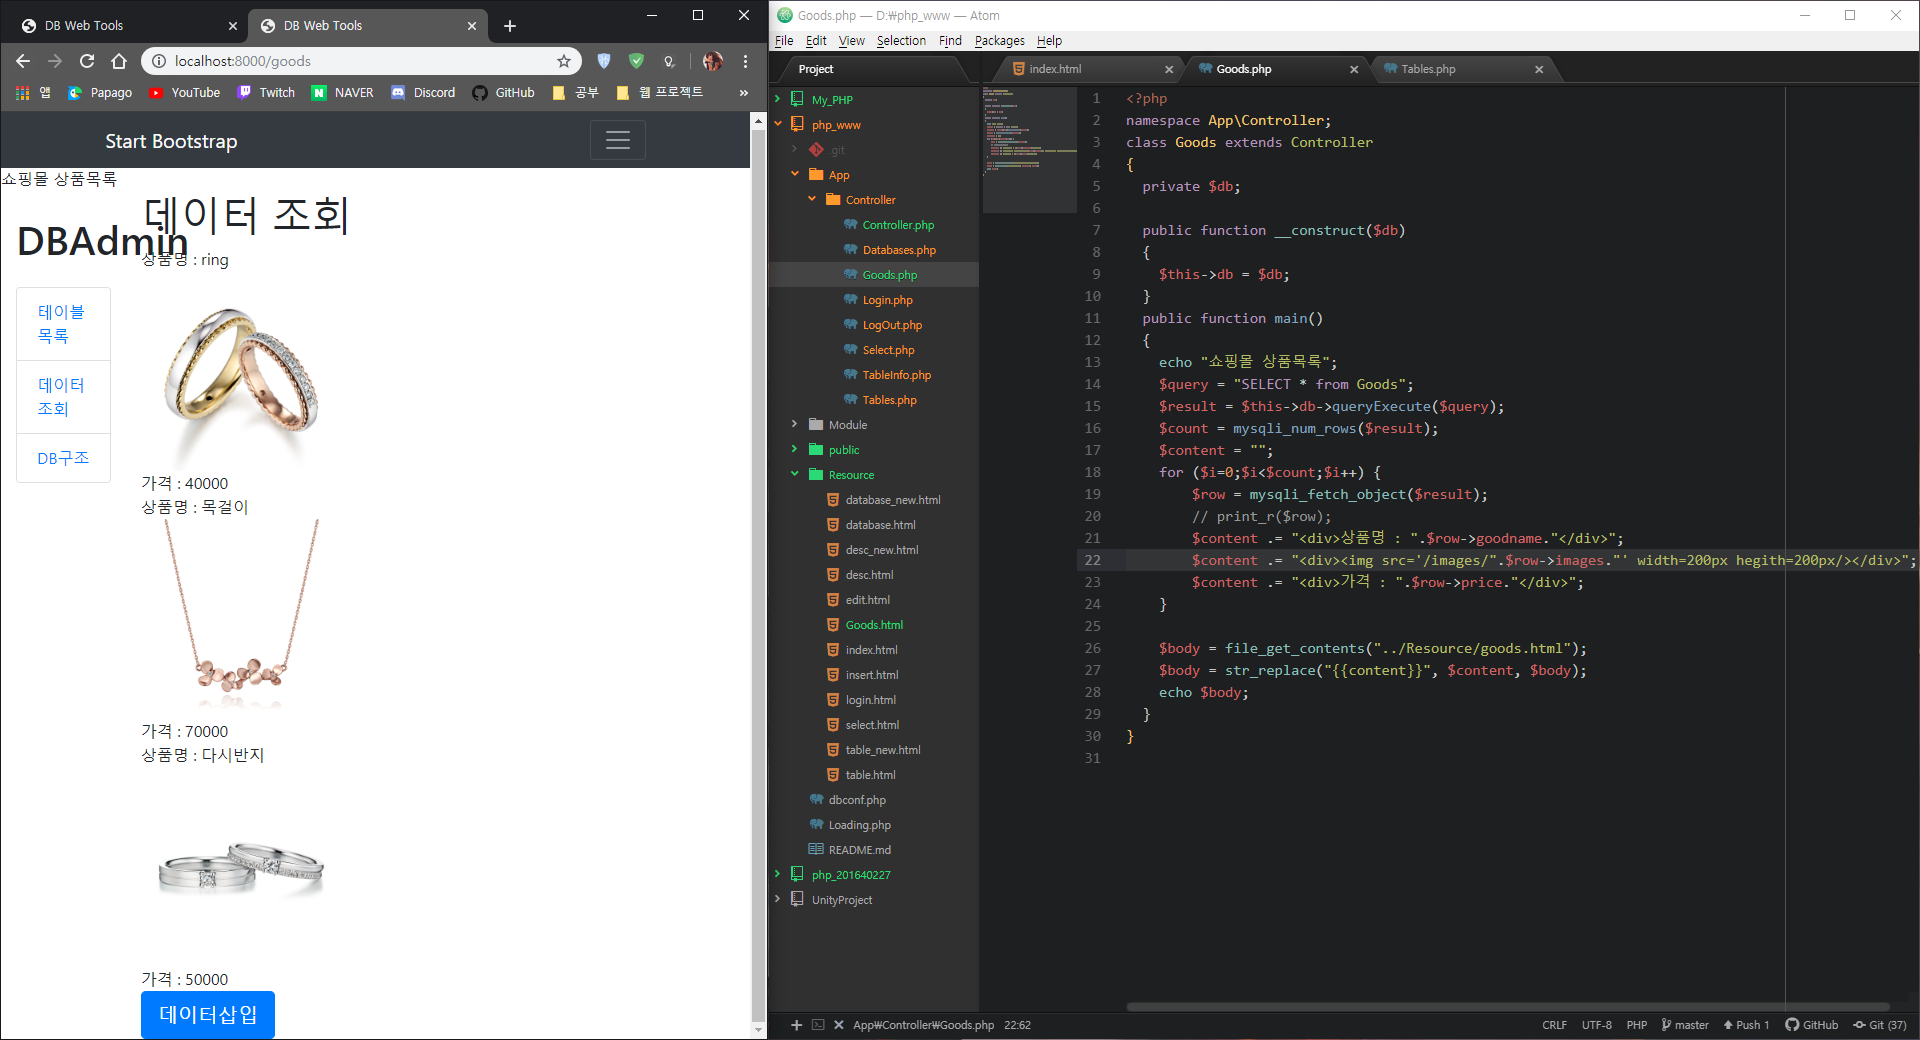 DB Web Tools
DB Web Tools
localhost:8000/goods
앱 Papago YouTube Twitch NAVER Discord GitHub 공부 웹 프로젝트 »
Start Bootstrap
쇼핑몰 상품목록
DBAdmin
테이블
목록
데이터
조회
DB구조
데이터 조회
상품명 : ring
가격 : 40000
상품명 : 목걸이
가격 : 70000
상품명 : 다시반지
가격 : 50000
데이터삽입
Goods.php — D:₩php_www — Atom
File Edit View Selection Find Packages Help
Project
My_PHP
php_www
.git
App
Controller
Controller.php
Databases.php
Goods.php
Login.php
LogOut.php
Select.php
TableInfo.php
Tables.php
Module
public
Resource
database_new.html
database.html
desc_new.html
desc.html
edit.html
Goods.html
index.html
insert.html
login.html
select.html
table_new.html
table.html
dbconf.php
Loading.php
README.md
php_201640227
UnityProject
index.html
Goods.php
Tables.php
1 <?php
2 namespace App\Controller;
3 class Goods extends Controller
4 {
5 private $db;
6
7 public function __construct($db)
8 {
9 $this->db = $db;
10 }
11 public function main()
12 {
13 echo "쇼핑몰 상품목록";
14 $query = "SELECT * from Goods";
15 $result = $this->db->queryExecute($query);
16 $count = mysqli_num_rows($result);
17 $content = "";
18 for ($i=0;$i<$count;$i++) {
19 $row = mysqli_fetch_object($result);
20 // print_r($row);
21 $content .= "<div>상품명 : ".$row->goodname."</div>";
22 $content .= "<div><img src='/images/".$row->images."' width=200px hegith=200px/></div>";
23 $content .= "<div>가격 : ".$row->price."</div>";
24 }
25
26 $body = file_get_contents("../Resource/goods.html");
27 $body = str_replace("{{content}}", $content, $body);
28 echo $body;
29 }
30 }
31
App₩Controller₩Goods.php 22:62
CRLF UTF-8 PHP master Push 1 GitHub Git (37)